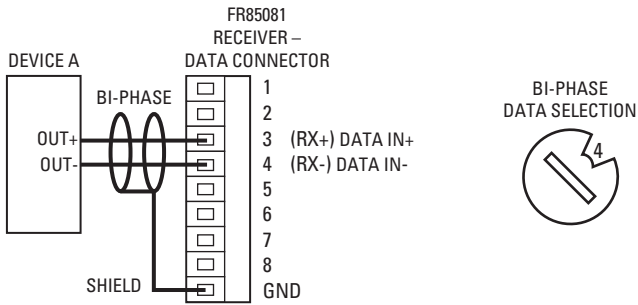 FR85081
RECEIVER –
DATA CONNECTOR
DEVICE A
BI-PHASE
OUT+
OUT-
SHIELD
1
2
3 (RX+) DATA IN+
4 (RX-) DATA IN-
5
6
7
8
GND
BI-PHASE
DATA SELECTION
4